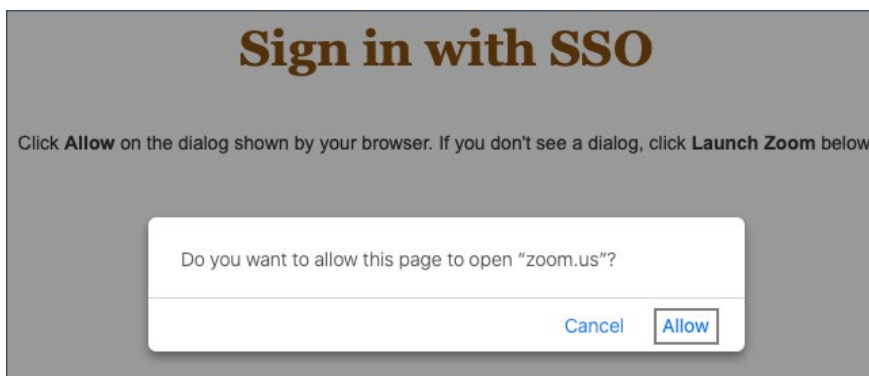 Sign in with SSO
Click Allow on the dialog shown by your browser. If you don't see a dialog, click Launch Zoom below
Do you want to allow this page to open “zoom.us”?
Cancel Allow